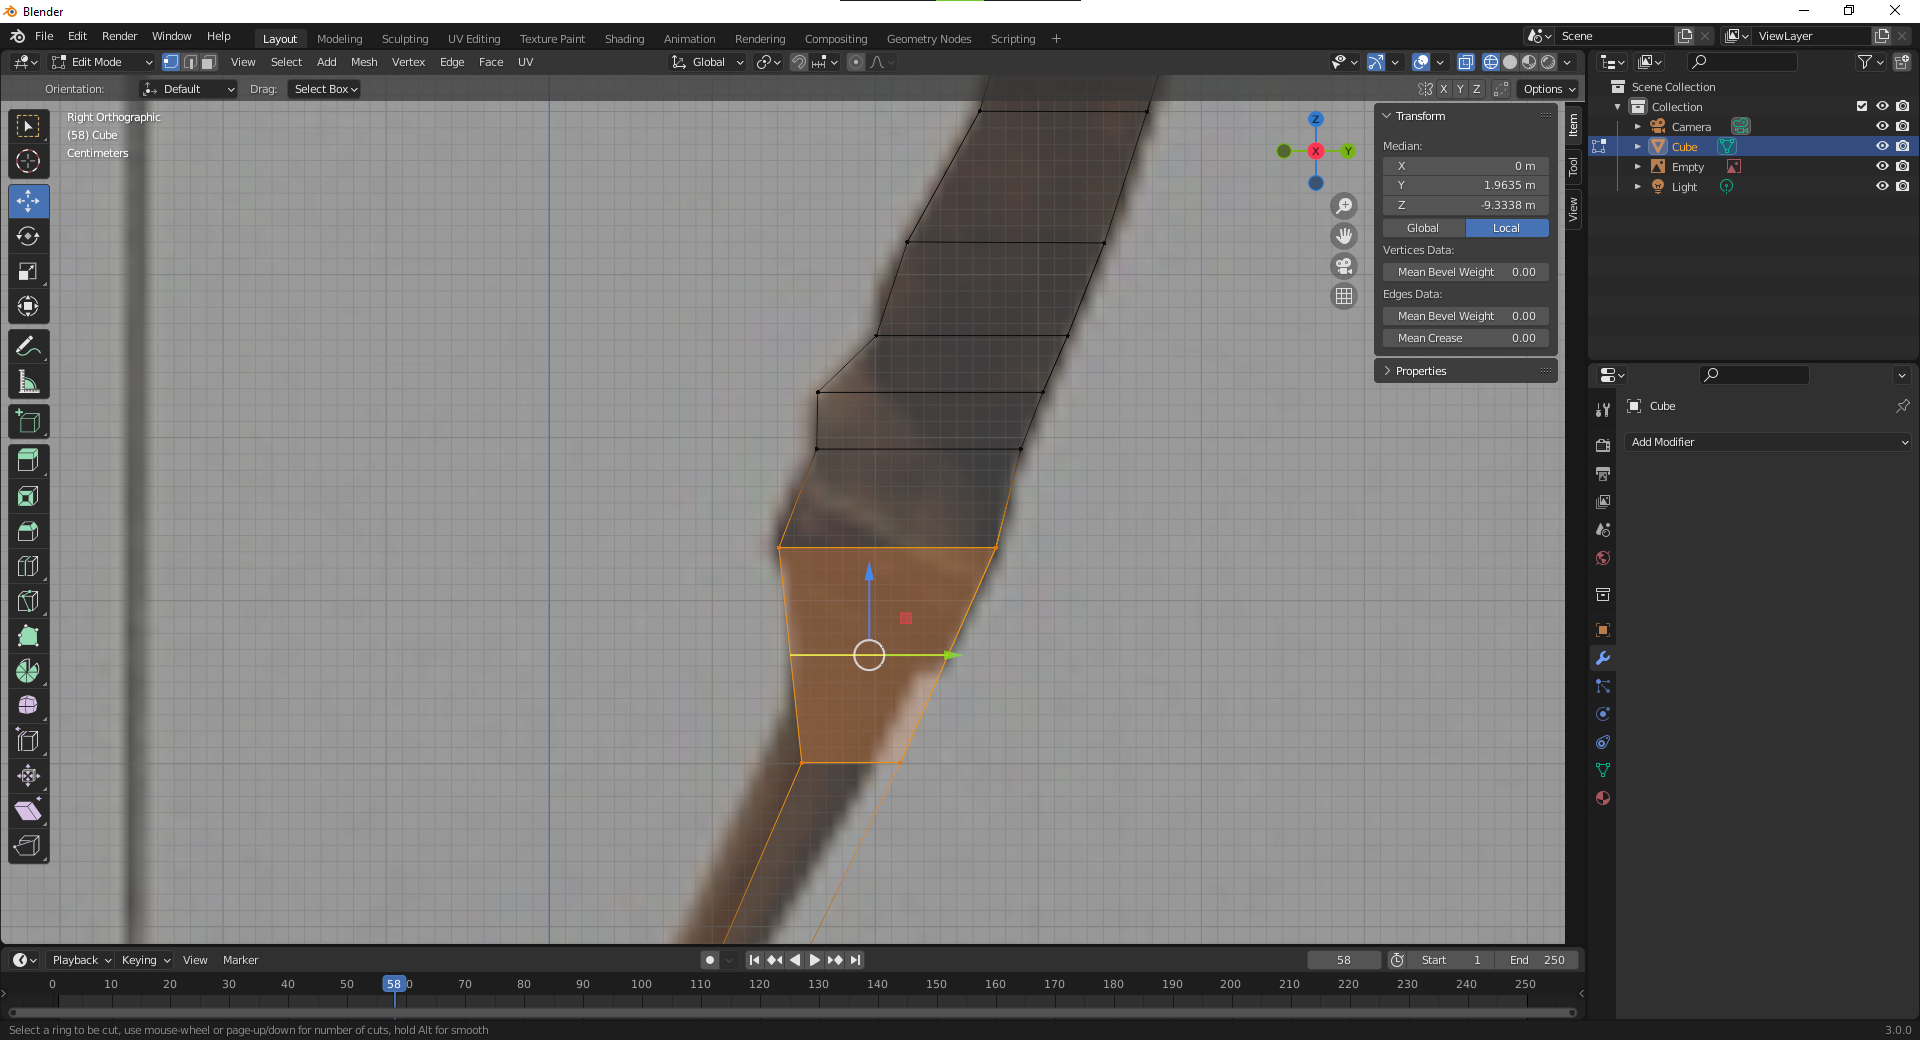 Blender
File Edit Render Window Help
Layout Modeling Sculpting UV Editing Texture Paint Shading Animation Rendering Compositing Geometry Nodes Scripting +
Scene
ViewLayer
Edit Mode
View Select Add Mesh Vertex Edge Face UV
Global
Orientation: Default Drag: Select Box
X Y Z
Options
Right Orthographic
(58) Cube
Centimeters
Z
X
Y
Transform
Median:
X 0 m
Y 1.9635 m
Z -9.3338 m
Global Local
Vertices Data:
Mean Bevel Weight 0.00
Edges Data:
Mean Bevel Weight 0.00
Mean Crease 0.00
Properties
Item
Tool
View
Scene Collection
Collection
Camera
Cube
Empty
Light
Cube
Add Modifier
Playback Keying View Marker
58
Start 1
End 250
0 10 20 30 40 50 58 0 70 80 90 100 110 120 130 140 150 160 170 180 190 200 210 220 230 240 250
Select a ring to be cut, use mouse-wheel or page-up/down for number of cuts, hold Alt for smooth
3.0.0